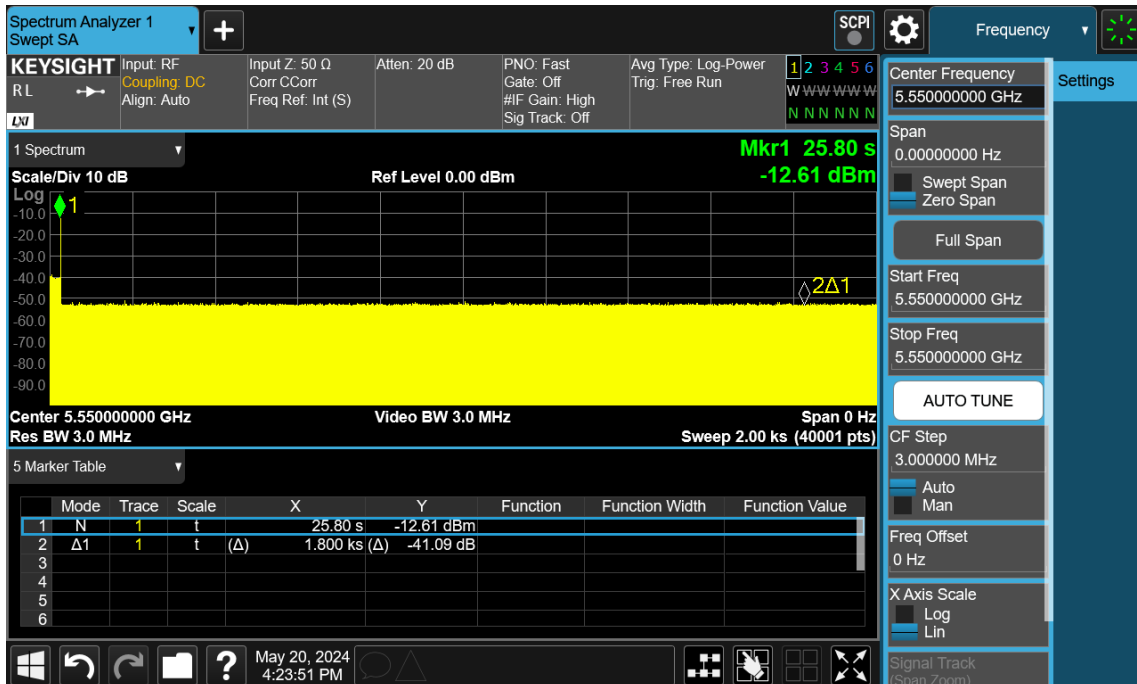 Spectrum Analyzer 1
Swept SA
+
SCPI
Frequency
KEYSIGHT
RL
LXI
Input: RF
Coupling: DC
Align: Auto
Input Z: 50 Ω
Corr CCorr
Freq Ref: Int (S)
Atten: 20 dB
PNO: Fast
Gate: Off
#IF Gain: High
Sig Track: Off
Avg Type: Log-Power
Trig: Free Run
1 2 3 4 5 6
W W W W W W
N N N N N N
1 Spectrum
Mkr1 25.80 s
Scale/Div 10 dB
Ref Level 0.00 dBm
-12.61 dBm
Log
1
-10.0
-20.0
-30.0
-40.0
2Δ1
-50.0
-60.0
-70.0
-80.0
-90.0
Center 5.550000000 GHz
Video BW 3.0 MHz
Span 0 Hz
Res BW 3.0 MHz
Sweep 2.00 ks (40001 pts)
5 Marker Table
Mode Trace Scale X Y Function Function Width Function Value
1 N 1 t 25.80 s -12.61 dBm
2 Δ1 1 t (Δ) 1.800 ks (Δ) -41.09 dB
3
4
5
6
?
May 20, 2024
4:23:51 PM
Center Frequency
5.550000000 GHz
Span
0.00000000 Hz
Swept Span
Zero Span
Full Span
Start Freq
5.550000000 GHz
Stop Freq
5.550000000 GHz
AUTO TUNE
CF Step
3.000000 MHz
Auto
Man
Freq Offset
0 Hz
X Axis Scale
Log
Lin
Signal Track
(Span Zoom)
Settings